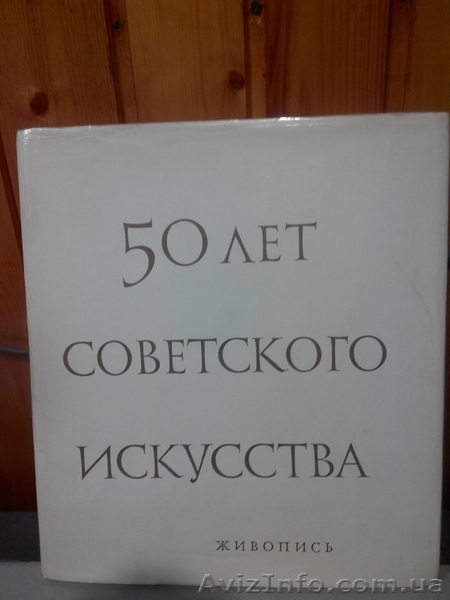 50 ЛЕТ
СОВЕТСКОГО
ИСКУССТВА
ЖИВОПИСЬ
AvizInfo.com.ua